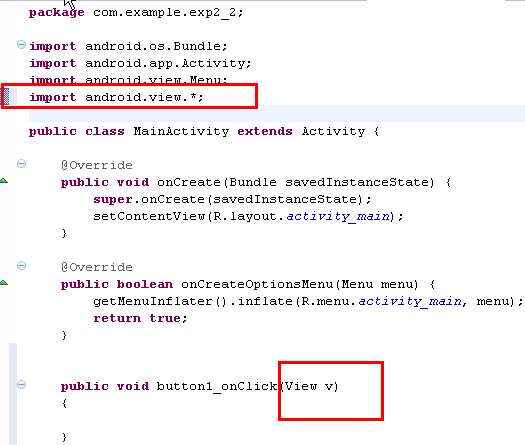 package com.example.exp2_2;
import android.os.Bundle;
import android.app.Activity;
import android.view.Menu;
import android.view.*;
public class MainActivity extends Activity {
@Override
public void onCreate(Bundle savedInstanceState) {
super.onCreate(savedInstanceState);
setContentView(R.layout.activity_main);
}
@Override
public boolean onCreateOptionsMenu(Menu menu) {
getMenuInflater().inflate(R.menu.activity_main, menu);
return true;
}
public void button1_onClick(View v)
{
}